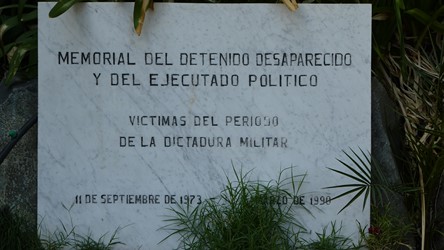 MEMORIAL DEL DETENIDO DESAPARECIDO
Y DEL EJECUTADO POLITICO
VICTIMAS DEL PERIODO
DE LA DICTADURA MILITAR
11 DE SEPTIEMBRE DE 1973 DE 1990